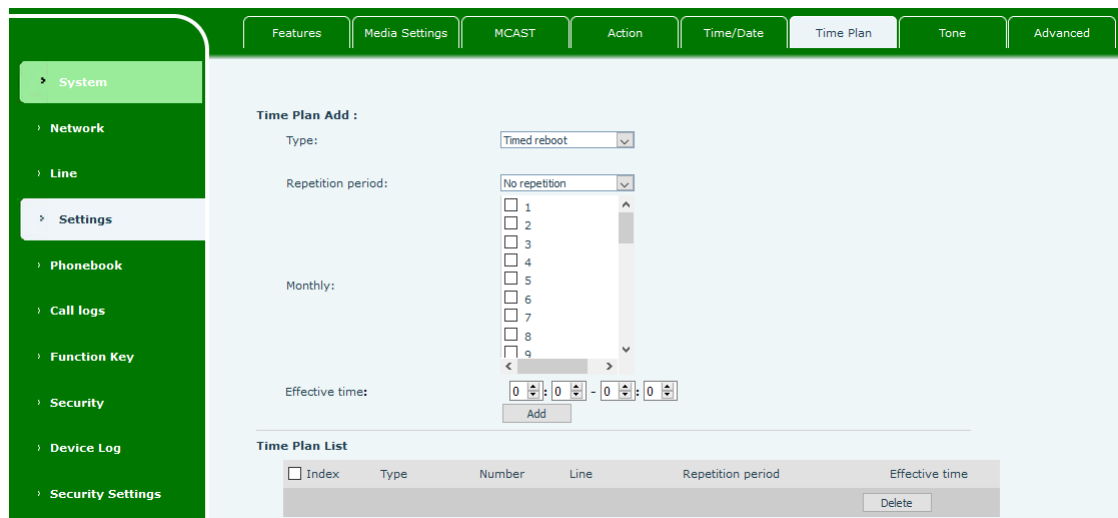 Features Media Settings MCAST Action Time/Date Time Plan Tone Advanced
System
Network
Line
Settings
Phonebook
Call logs
Function Key
Security
Device Log
Security Settings
Time Plan Add :
Type: Timed reboot
Repetition period: No repetition
Monthly:
1
2
3
4
5
6
7
8
9
Effective time: 0 : 0 - 0 : 0
Add
Time Plan List
Index Type Number Line Repetition period Effective time
Delete